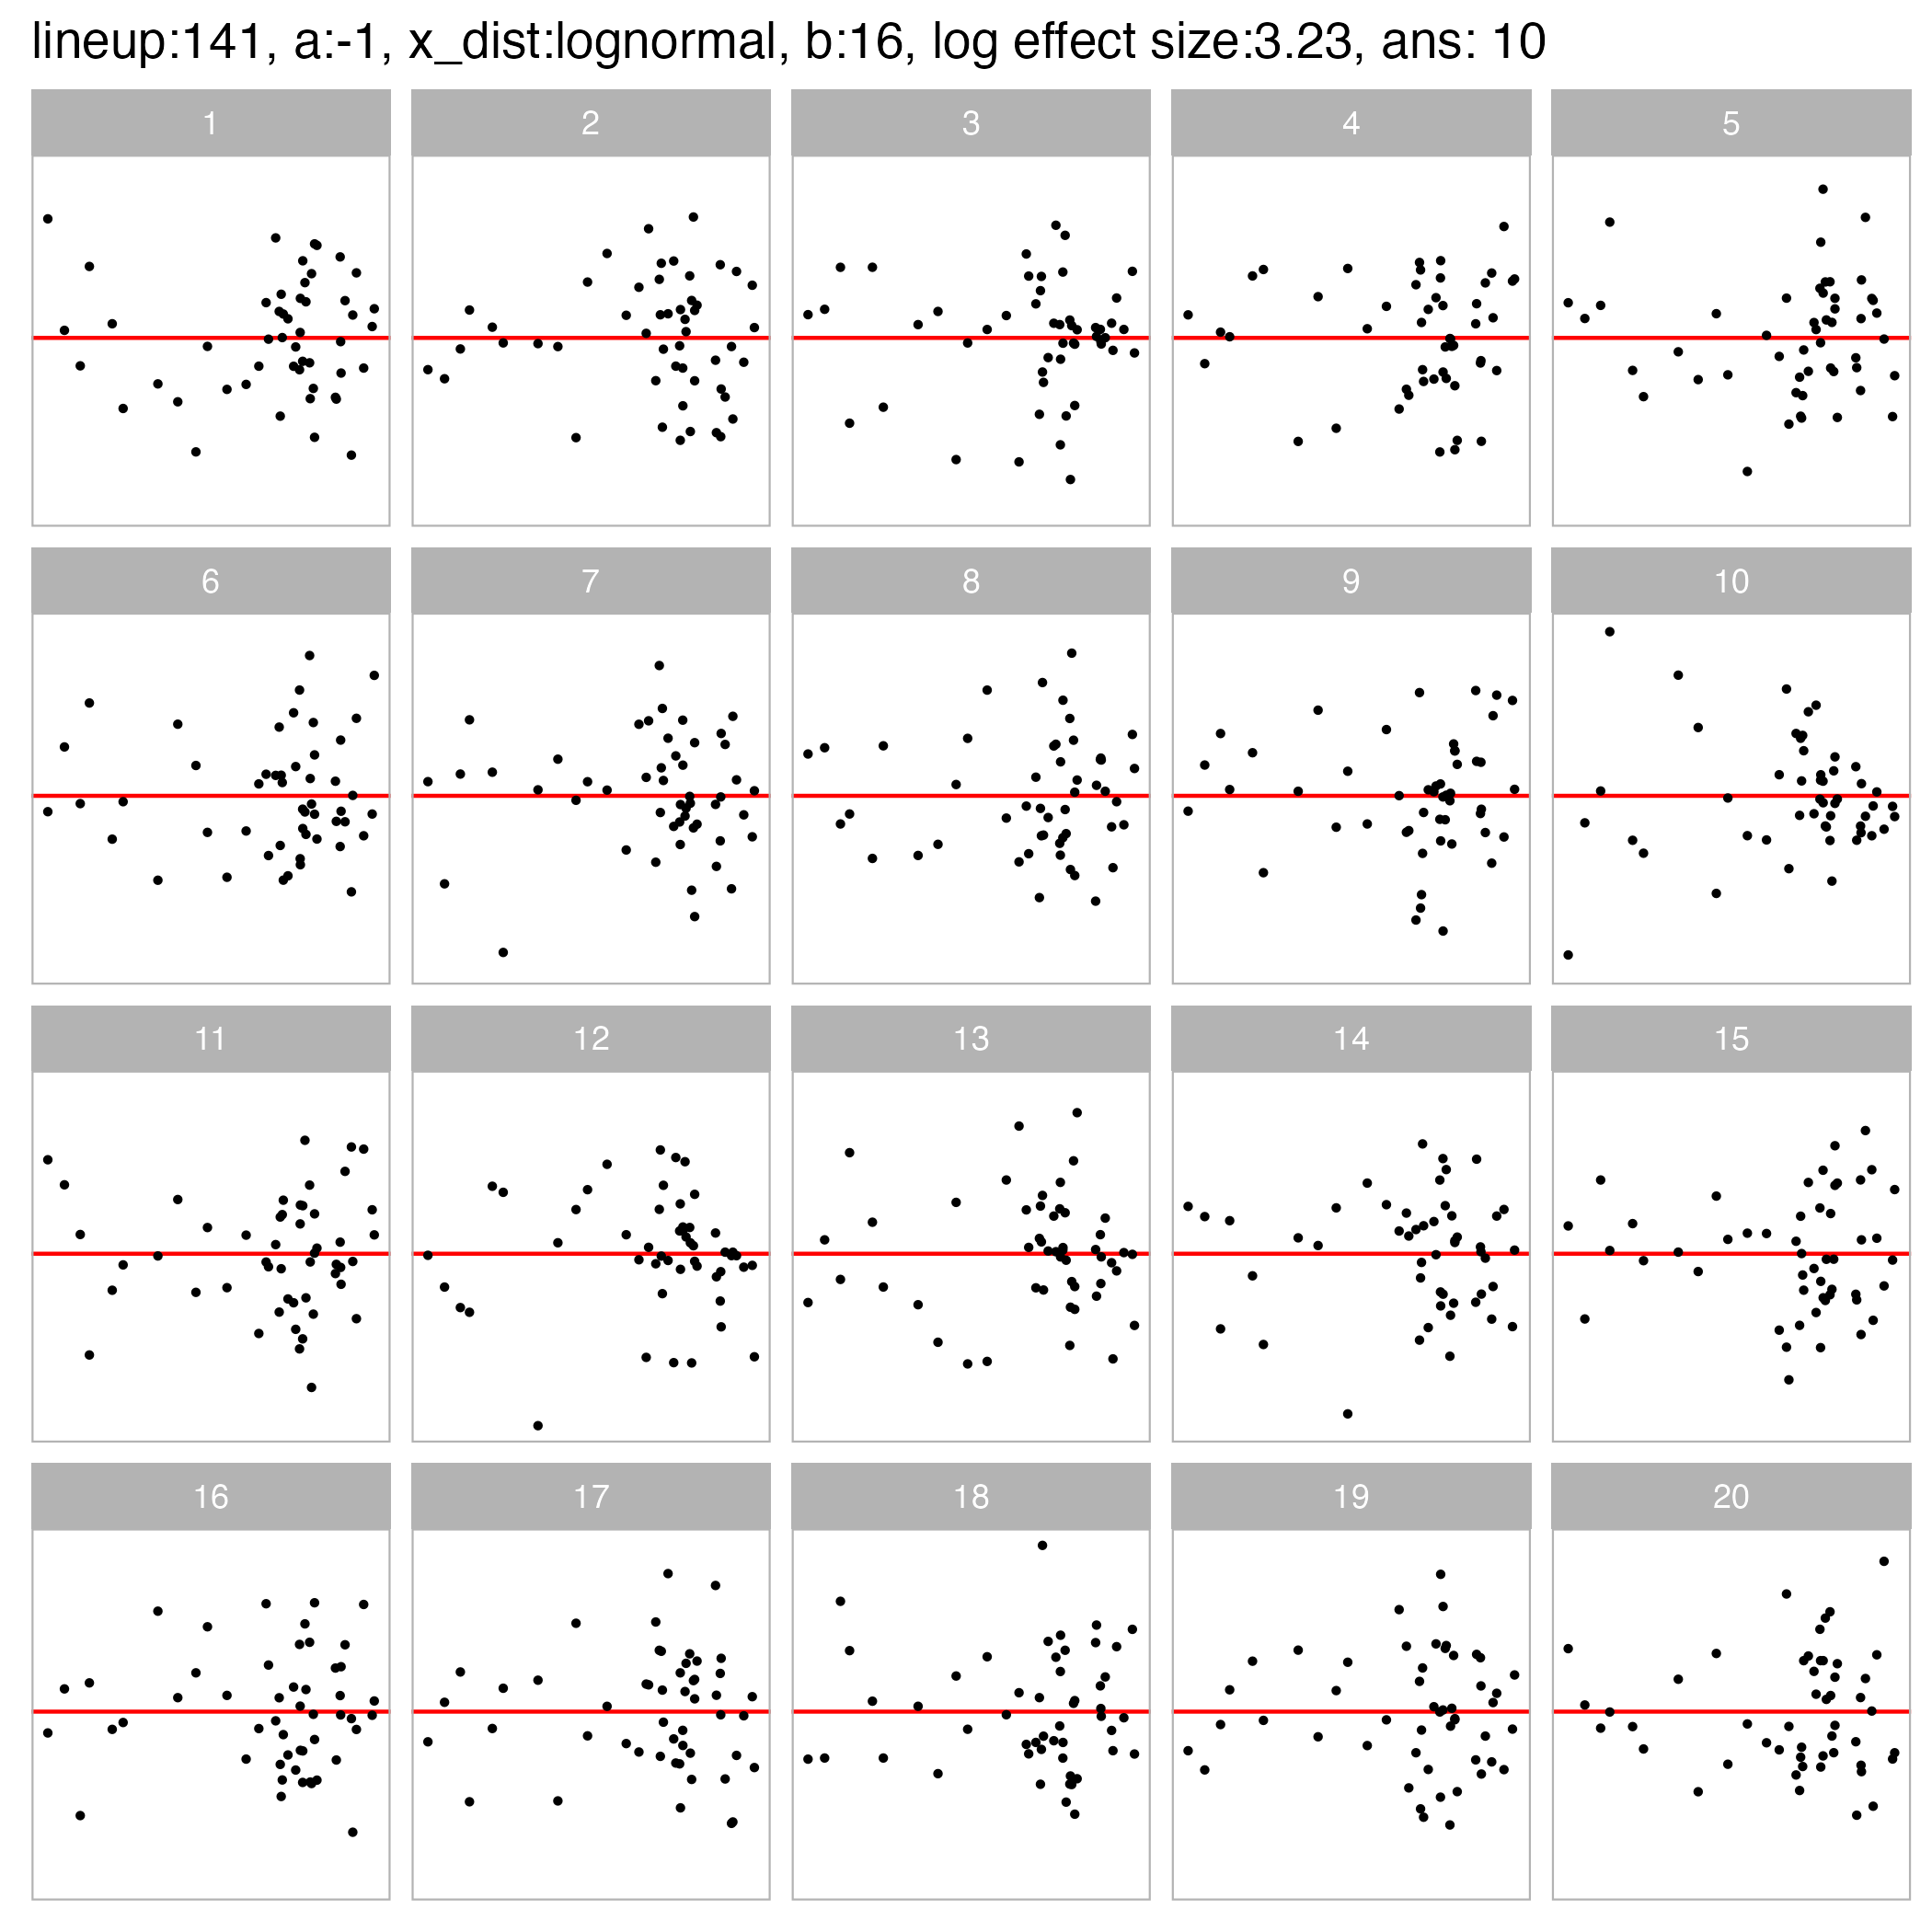 lineup:141, a:-1, x_dist:lognormal, b:16, log effect size:3.23, ans: 10
1 2 3 4 5
6 7 8 9 10
11 12 13 14 15
16 17 18 19 20